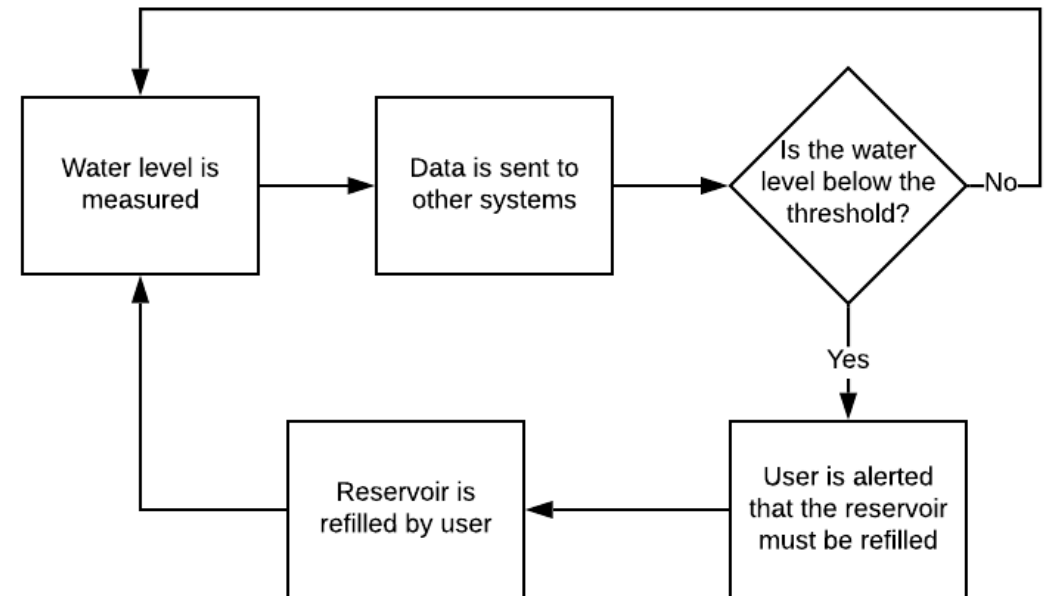 Water level is
measured
Data is sent to
other systems
Is the water
level below the
threshold?
No
Yes
User is alerted
that the reservoir
must be refilled
Reservoir is
refilled by user